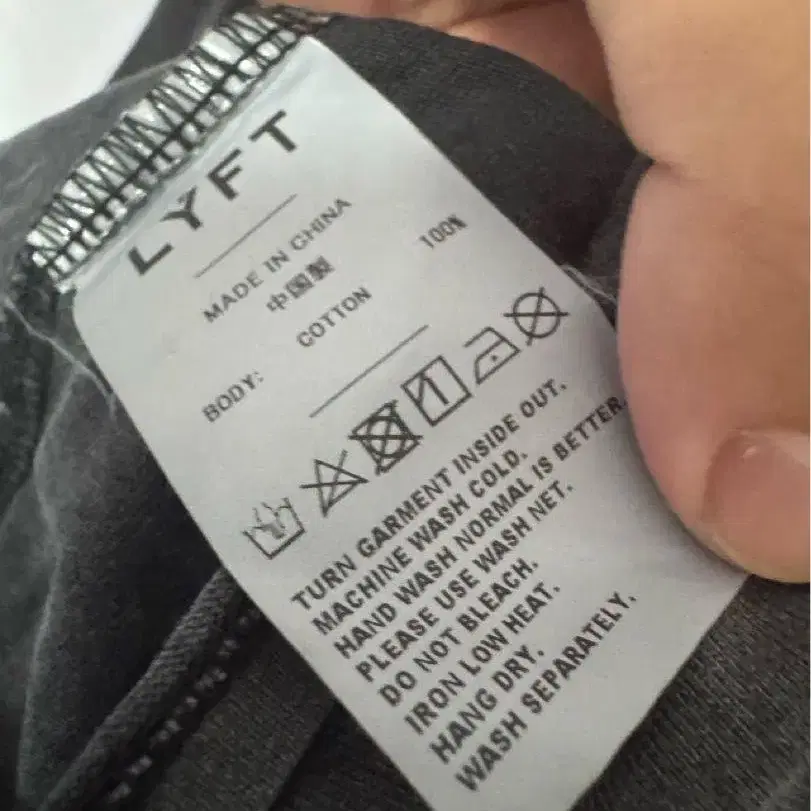 LYFT
MADE IN CHINA
中国製
BODY: COTTON 100%
TURN GARMENT INSIDE OUT.
MACHINE WASH COLD.
HAND WASH NORMAL IS BETTER.
PLEASE USE WASH NET.
DO NOT BLEACH.
IRON LOW HEAT.
HANG DRY.
WASH SEPARATELY.